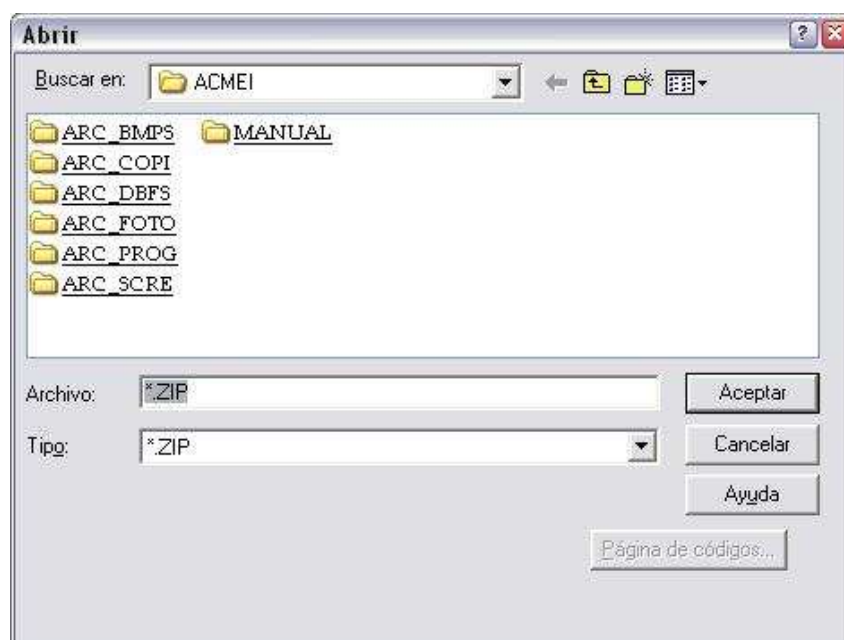 Abrir
Buscar en: ACMEI
ARC_BMPS MANUAL
ARC_COPI
ARC_DBFS
ARC_FOTO
ARC_PROG
ARC_SCRE
Archivo: *.ZIP Aceptar
Tipo: *.ZIP Cancelar
Ayuda
Página de códigos...